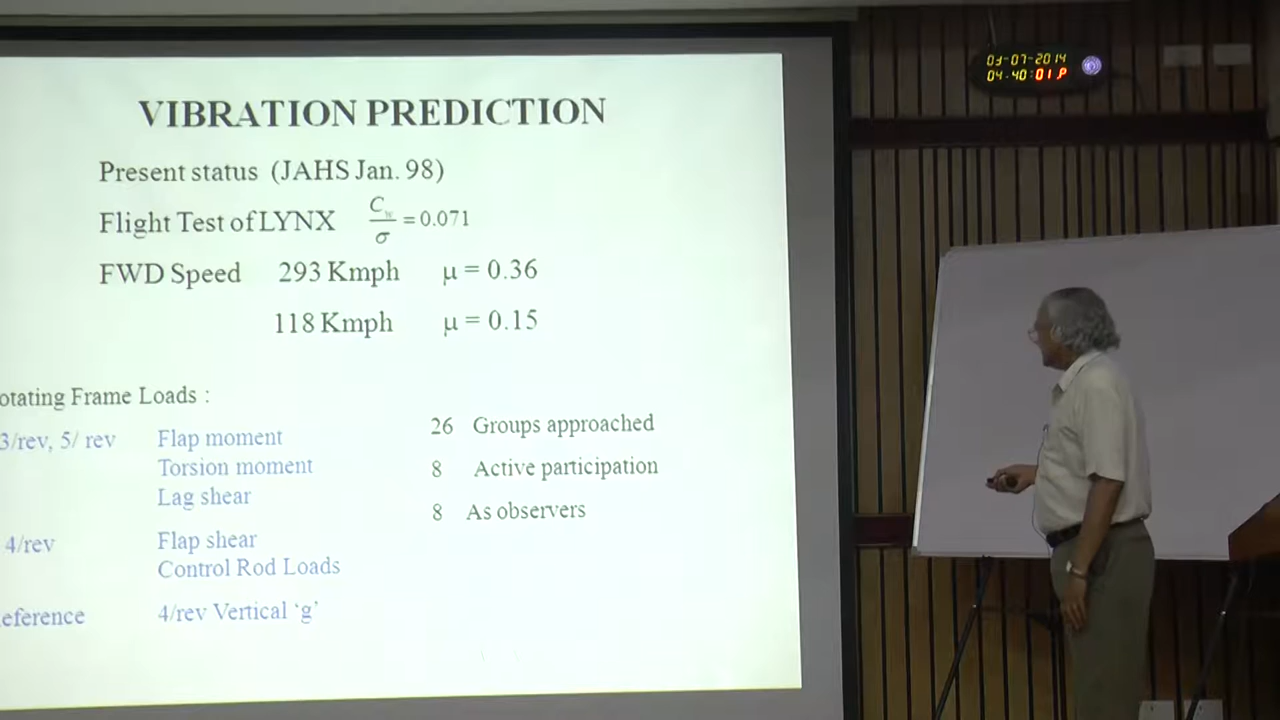 03-07-2014
04-40:01 P
VIBRATION PREDICTION
Present status (JAHS Jan. 98)
Flight Test of LYNX C_w/σ = 0.071
FWD Speed 293 Kmph μ = 0.36
118 Kmph μ = 0.15
otating Frame Loads :
3/rev, 5/ rev Flap moment
Torsion moment
Lag shear
4/rev Flap shear
Control Rod Loads
eference 4/rev Vertical ‘g’
26 Groups approached
8 Active participation
8 As observers